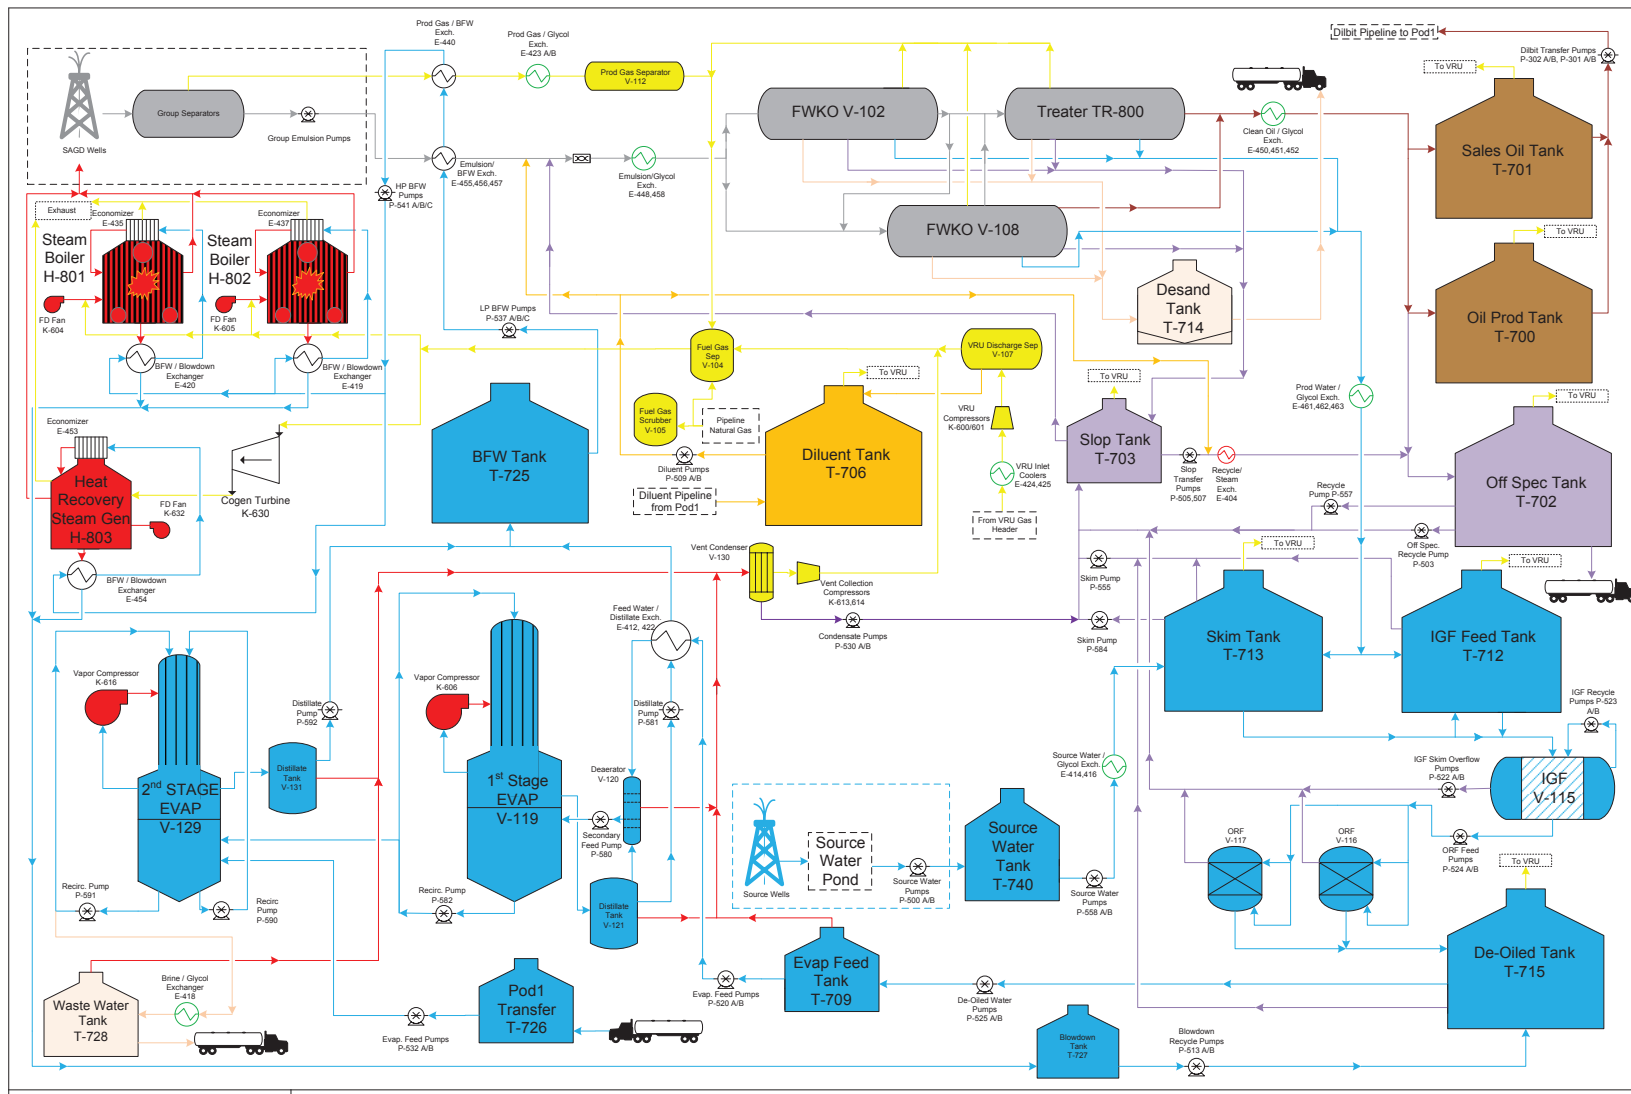 Prod Gas / BFW
Exch.
E-440
Prod Gas / Glycol
Exch.
E-423 A/B
Prod Gas Separator
V-112
Dilbit Pipeline to Pod1
Dilbit Transfer Pumps
P-302 A/B, P-301 A/B
To VRU
SAGD Wells
Group Separators
Group Emulsion Pumps
FWKO V-102
Treater TR-800
Clean Oil / Glycol
Exch.
E-450,451,452
Sales Oil Tank
T-701
Emulsion/
BFW Exch.
E-455,456,457
Emulsion/Glycol
Exch.
E-448,458
HP BFW
Pumps
P-541 A/B/C
FWKO V-108
To VRU
Exhaust
Economizer
E-435
Economizer
E-437
Steam
Boiler
H-801
Steam
Boiler
H-802
FD Fan
K-604
FD Fan
K-605
Desand
Tank
T-714
Oil Prod Tank
T-700
LP BFW Pumps
P-537 A/B/C
Fuel Gas
Sep
V-104
VRU Discharge Sep
V-107
BFW / Blowdown
Exchanger
E-420
BFW / Blowdown
Exchanger
E-419
To VRU
To VRU
To VRU
Prod Water /
Glycol Exch.
E-461,462,463
Fuel Gas
Scrubber
V-105
Pipeline
Natural Gas
VRU
Compressors
K-600/601
Economizer
E-453
BFW Tank
T-725
Diluent Tank
T-706
Diluent Pumps
P-509 A/B
VRU Inlet
Coolers
E-424,425
Slop Tank
T-703
Slop
Transfer
Pumps
P-505,507
Recycle/
Steam
Exch.
E-404
Off Spec Tank
T-702
Recycle
Pump P-557
Heat
Recovery
Steam Gen
H-803
FD Fan
K-632
Cogen Turbine
K-630
Diluent Pipeline
from Pod1
From VRU Gas
Header
Off Spec.
Recycle Pump
P-503
To VRU
To VRU
BFW / Blowdown
Exchanger
E-454
Vent Condenser
V-130
Vent Collection
Compressors
K-613,614
Skim Pump
P-555
Feed Water /
Distillate Exch.
E-412, 422
Condensate Pumps
P-530 A/B
Skim Pump
P-584
Skim Tank
T-713
IGF Feed Tank
T-712
Vapor Compressor
K-616
Vapor Compressor
K-606
Distillate
Pump
P-592
Distillate
Pump
P-581
IGF Recycle
Pumps P-523
A/B
Source Water /
Glycol Exch.
E-414,416
2nd STAGE
EVAP
V-129
Distillate
Tank
V-131
1st Stage
EVAP
V-119
Deaerator
V-120
Secondary
Feed Pump
P-580
IGF Skim Overflow
Pumps
P-522 A/B
IGF
V-115
ORF
V-117
ORF
V-116
ORF Feed
Pumps
P-524 A/B
Source Wells
Source
Water
Pond
Source Water
Pumps
P-500 A/B
Source
Water
Tank
T-740
Source Water
Pumps
P-558 A/B
To VRU
Recirc. Pump
P-591
Recirc
Pump
P-590
Recirc. Pump
P-582
Distillate
Tank
V-121
Evap Feed
Tank
T-709
De-Oiled Tank
T-715
Waste Water
Tank
T-728
Brine / Glycol
Exchanger
E-418
Pod1
Transfer
T-726
Evap. Feed Pumps
P-532 A/B
Evap. Feed Pumps
P-520 A/B
De-Oiled Water
Pumps
P-525 A/B
Blowdown
Tank
T-727
Blowdown
Recycle Pumps
P-513 A/B